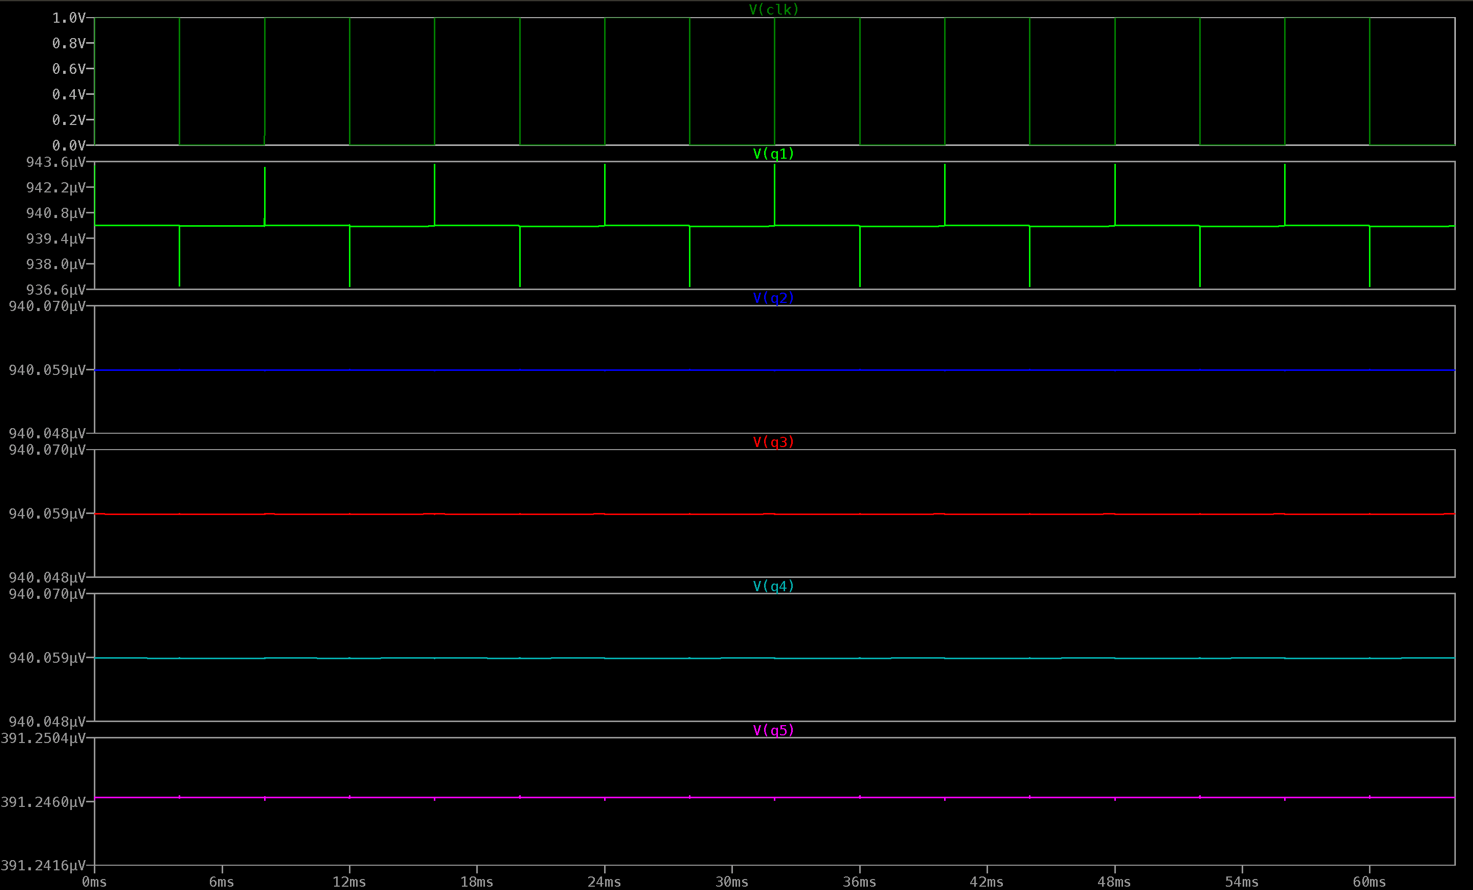 V(clk)
1.0V
0.8V
0.6V
0.4V
0.2V
0.0V
V(q1)
943.6µV
942.2µV
940.8µV
939.4µV
938.0µV
936.6µV
V(q2)
940.070µV
940.059µV
940.048µV
V(q3)
940.070µV
940.059µV
940.048µV
V(q4)
940.070µV
940.059µV
940.048µV
V(q5)
391.2504µV
391.2460µV
391.2416µV
0ms 6ms 12ms 18ms 24ms 30ms 36ms 42ms 48ms 54ms 60ms